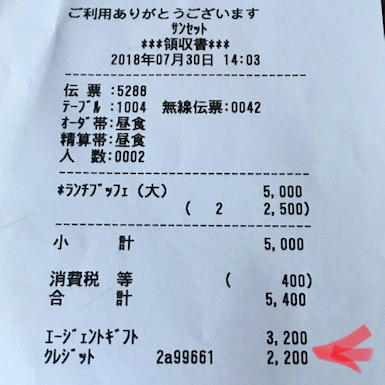 ご利用ありがとうございます
ｻﾝｾｯﾄ
***領収書***
2018年07月30日 14:03
伝 票 :5288
ﾃｰﾌﾞﾙ :1004 無線伝票:0042
ｵｰﾀﾞ帯:昼食
精算帯:昼食
人 数:0002
*ﾗﾝﾁﾌﾞｯﾌｪ (大) 5,000
( 2 2,500)
小 計 5,000
消費税 等 ( 400)
合 計 5,400
ｴｰｼﾞｪﾝﾄｷﾞﾌﾄ 3,200
ｸﾚｼﾞｯﾄ 2a99661 2,200